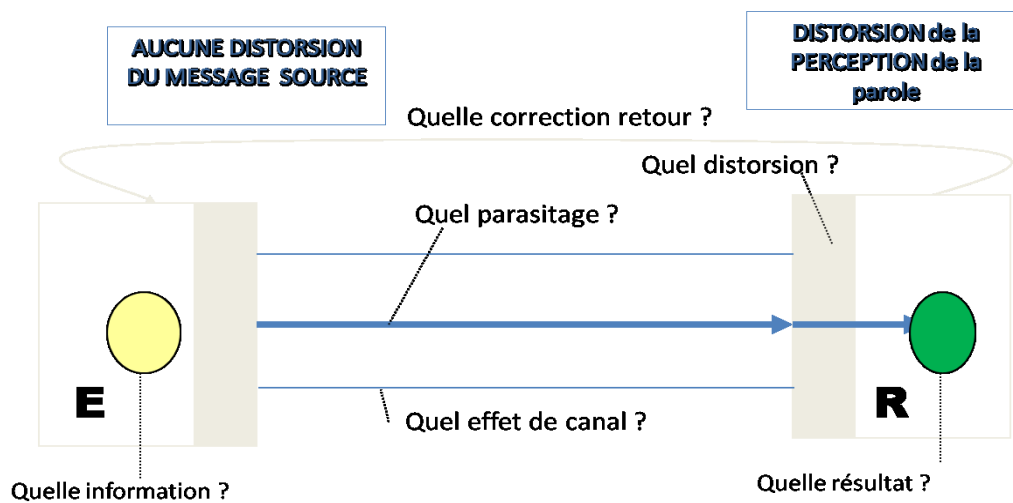 AUCUNE DISTORSION
DU MESSAGE SOURCE
DISTORSION de la
PERCEPTION de la
parole
Quelle correction retour ?
Quel distorsion ?
Quel parasitage ?
E
R
Quel effet de canal ?
Quelle information ?
Quelle résultat ?